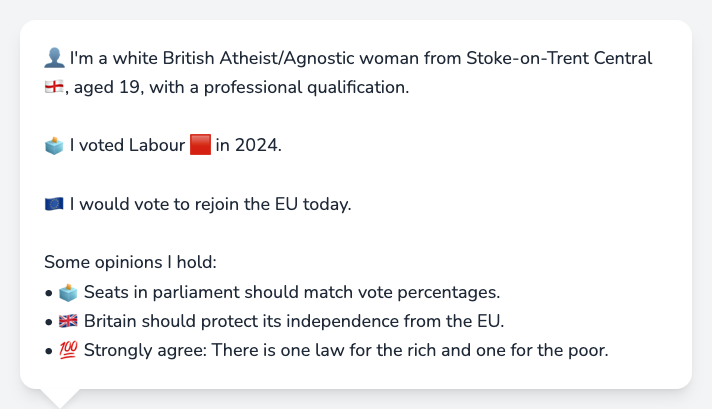 👤 I'm a white British Atheist/Agnostic woman from Stoke-on-Trent Central
🏴󠁧󠁢󠁥󠁮󠁧󠁿, aged 19, with a professional qualification.
🗳️ I voted Labour 🟥 in 2024.
🇪🇺 I would vote to rejoin the EU today.
Some opinions I hold:
• 🗳️ Seats in parliament should match vote percentages.
• 🇬🇧 Britain should protect its independence from the EU.
• 💯 Strongly agree: There is one law for the rich and one for the poor.